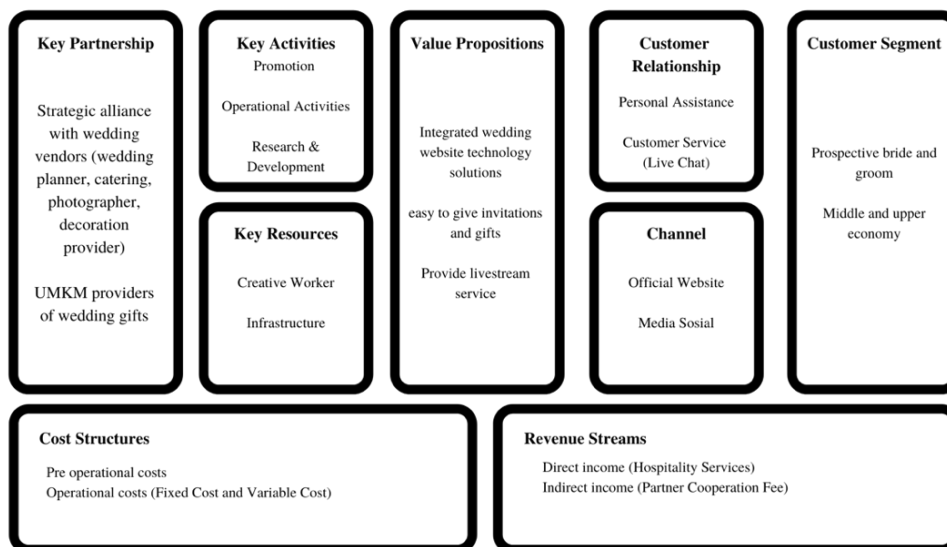 Key Partnership
Strategic alliance
with wedding
vendors (wedding
planner, catering,
photographer,
decoration
provider)
UMKM providers
of wedding gifts
Key Activities
Promotion
Operational Activities
Research &
Development
Key Resources
Creative Worker
Infrastructure
Value Propositions
Integrated wedding
website technology
solutions
easy to give invitations
and gifts
Provide livestream
service
Customer
Relationship
Personal Assistance
Customer Service
(Live Chat)
Channel
Official Website
Media Sosial
Customer Segment
Prospective bride and
groom
Middle and upper
economy
Cost Structures
Pre operational costs
Operational costs (Fixed Cost and Variable Cost)
Revenue Streams
Direct income (Hospitality Services)
Indirect income (Partner Cooperation Fee)